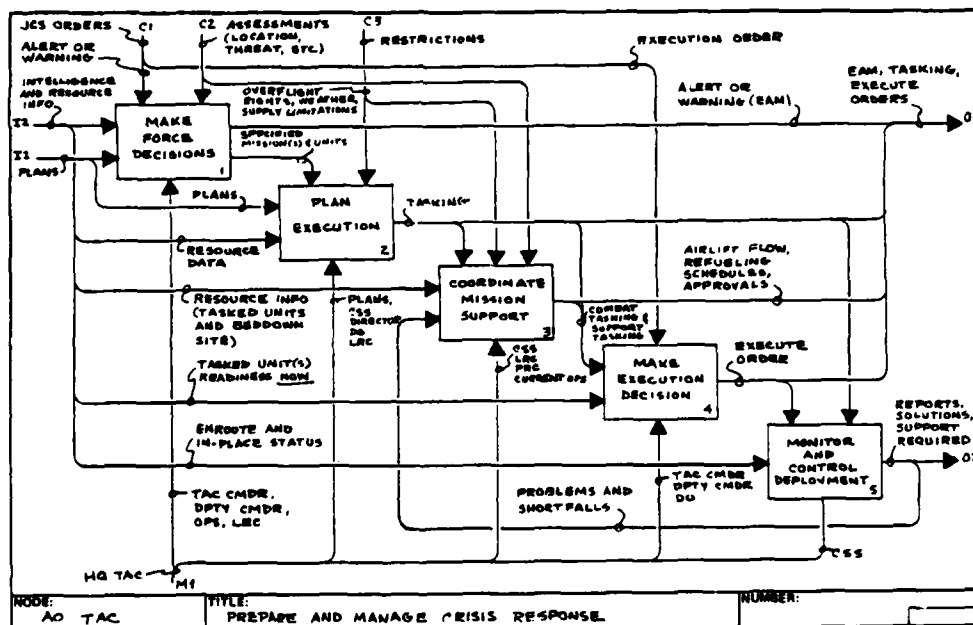 JCS ORDERS
C1
C2
ASSESSMENTS
(LOCATION,
THREAT, ETC)
C3
RESTRICTIONS
EXECUTION ORDER
ALERT OR
WARNING
INTELLIGENCE
AND RESOURCE
INFO
OVERFLIGHT
RIGHTS, WEATHER,
SUPPLY LIMITATIONS
ALERT OR
WARNING (EAM)
EAM, TASKING,
EXECUTE
ORDERS
I2
MAKE
FORCE
DECISIONS
1
SPECIFIED
MISSION(S) & UNITS
I1
PLANS
PLANS
PLAN
EXECUTION
2
TASKING
RESOURCE
DATA
AIRLIFT FLOW,
REFUELING
SCHEDULES,
APPROVALS
COORDINATE
MISSION
SUPPORT
3
RESOURCE INFO
(TASKED UNITS
AND BEDDOWN
SITE)
PLANS,
CSS
DIRECTOR
DO
LRC
COMBAT
TASKING &
SUPPORT
TASKING
CSS
LRC
PRC
CURRENT OPS
MAKE
EXECUTION
DECISION
4
EXECUTE
ORDER
TASKED UNIT(S)
READINESS NOW
ENROUTE AND
IN-PLACE STATUS
MONITOR
AND
CONTROL
DEPLOYMENT
5
REPORTS,
SOLUTIONS,
SUPPORT
REQUIRED
TAC CMDR,
DPTY CMDR,
OPS, LRC
PROBLEMS AND
SHORTFALLS
TAC CMDR
DPTY CMDR
DO
CSS
HQ TAC
M1
NODE:
A0 TAC
TITLE:
PREPARE AND MANAGE CRISIS RESPONSE
NUMBER: